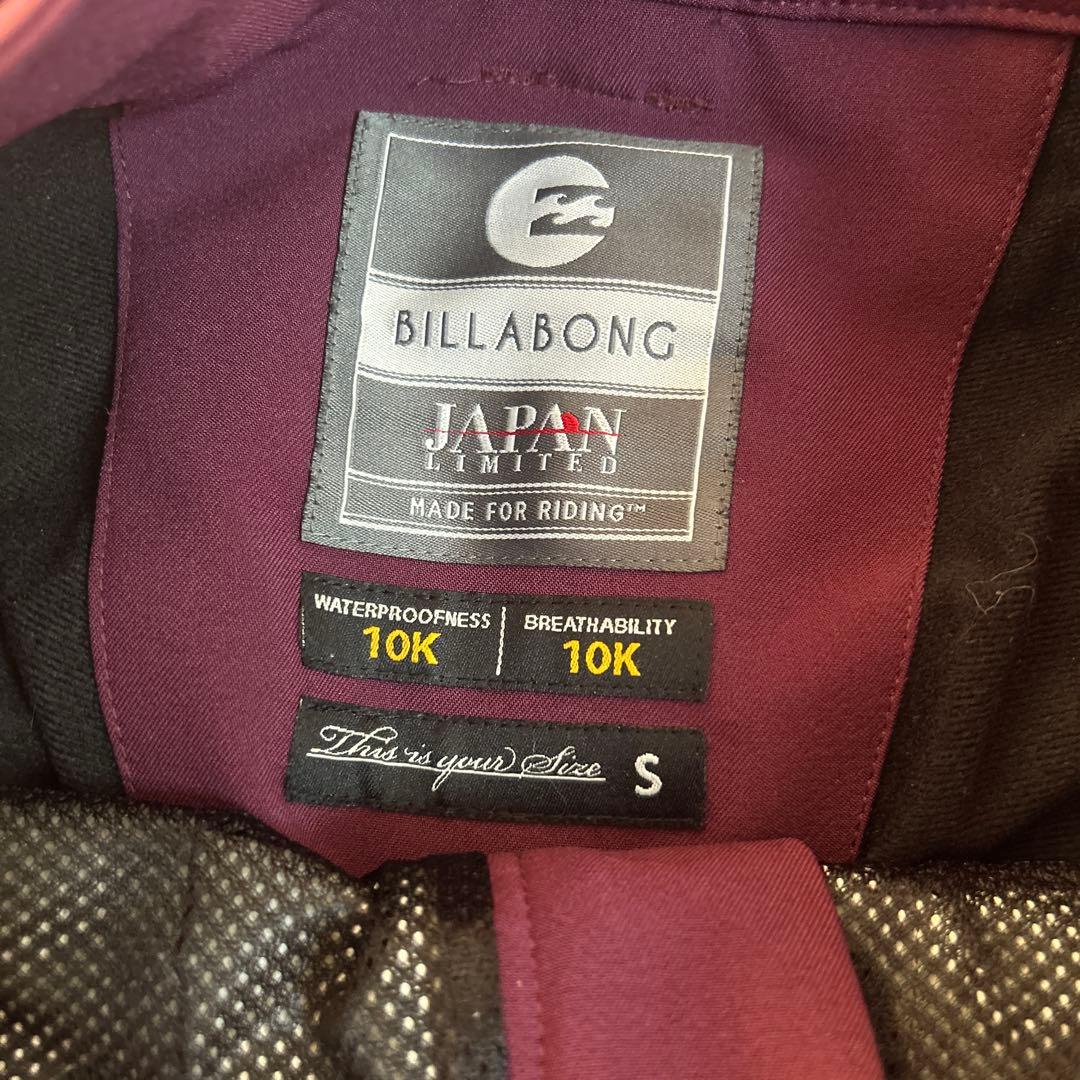 BILLABONG
JAPAN
LIMITED
MADE FOR RIDING™
WATERPROOFNESS
10K
BREATHABILITY
10K
This is your Size S